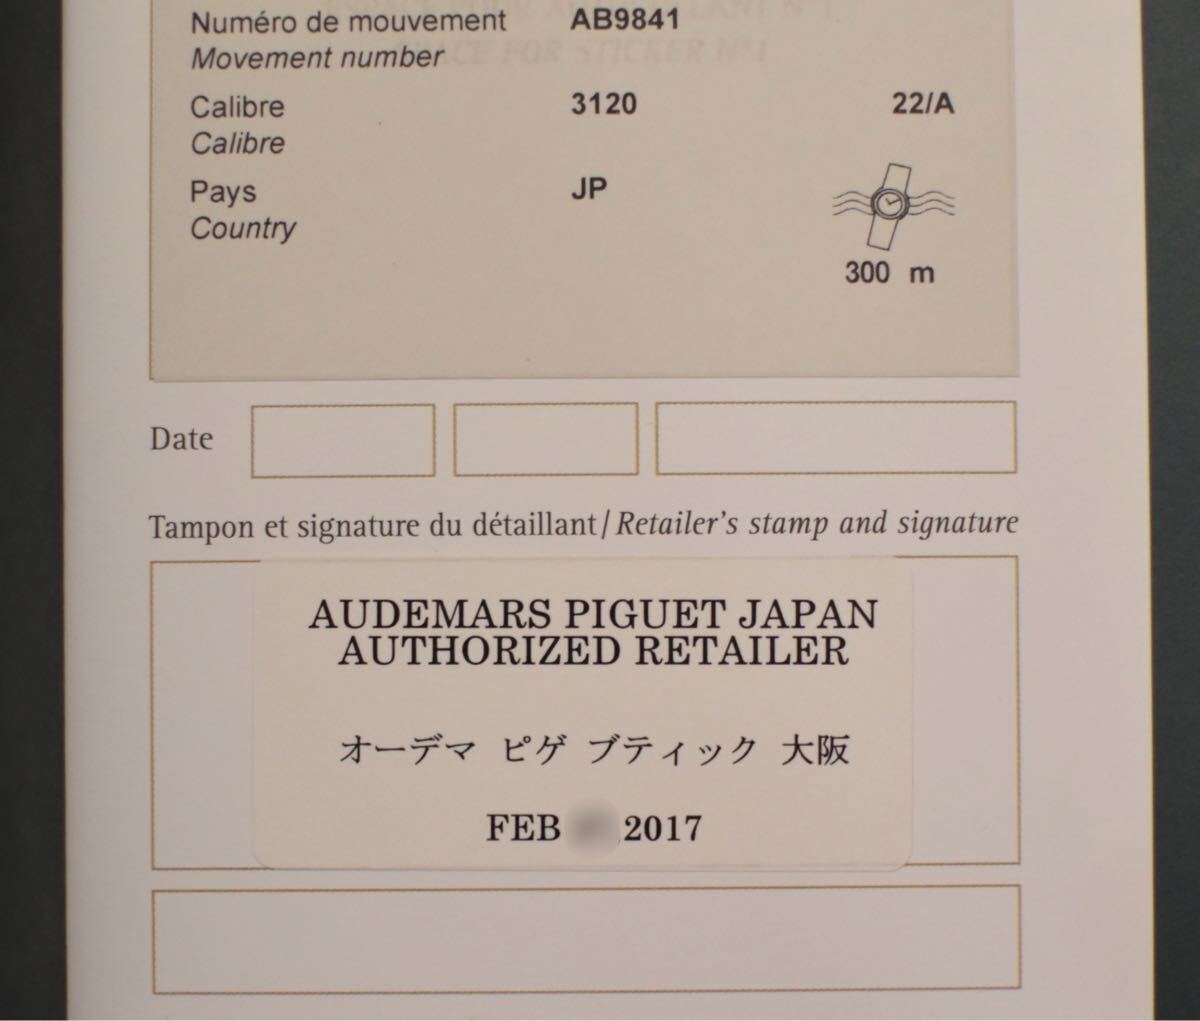 Numéro de mouvement AB9841
Movement number
Calibre 3120 22/A
Calibre
Pays JP
Country
300 m
Date
Tampon et signature du détaillant / Retailer's stamp and signature
AUDEMARS PIGUET JAPAN
AUTHORIZED RETAILER
オーデマ ピゲ ブティック 大阪
FEB ,2017